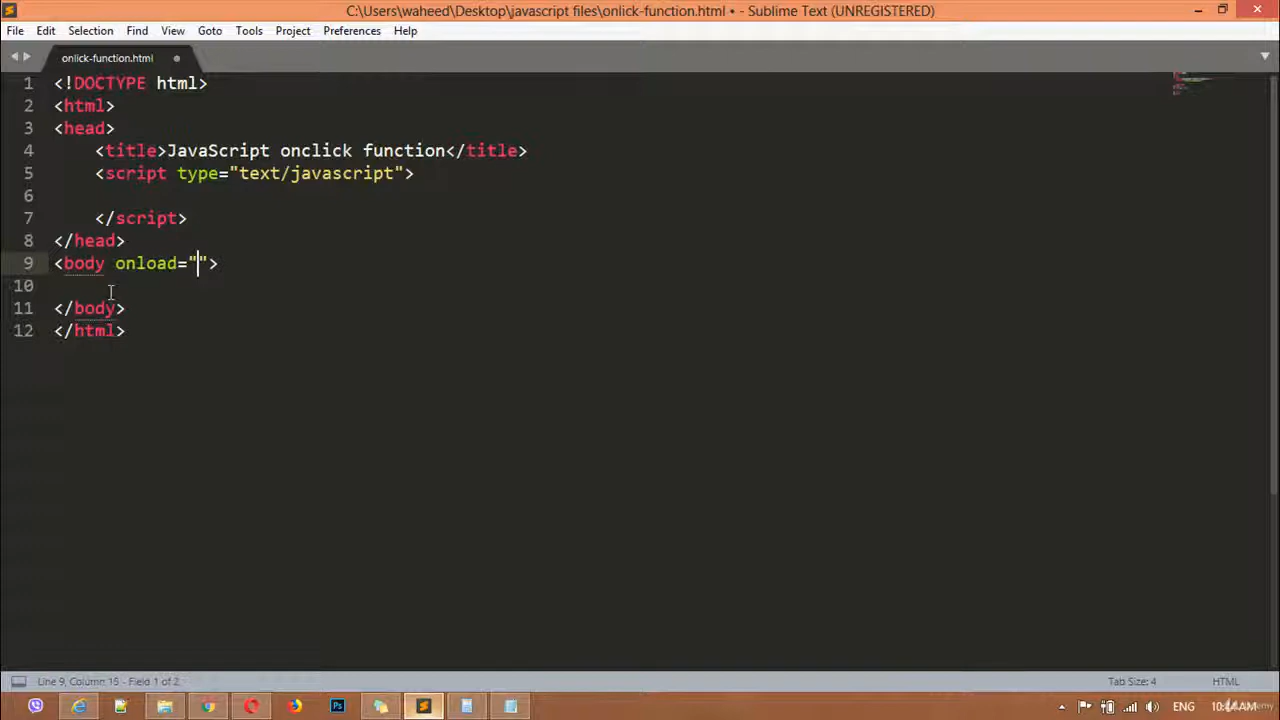 C:\Users\waheed\Desktop\javascript files\onlick-function.html • - Sublime Text (UNREGISTERED)
File Edit Selection Find View Goto Tools Project Preferences Help
onlick-function.html
1 <!DOCTYPE html>
2 <html>
3 <head>
4 <title>JavaScript onclick function</title>
5 <script type="text/javascript">
6
7 </script>
8 </head>
9 <body onload="">
10
11 </body>
12 </html>
Line 9, Column 15 - Field 1 of 2
Tab Size: 4
HTML
ENG